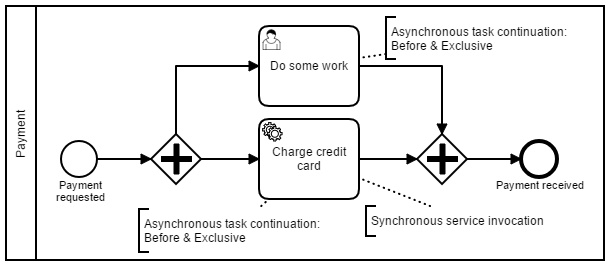 Payment
Asynchronous task continuation:
Before & Exclusive
Do some work
Charge credit
card
Payment
requested
Payment received
Asynchronous task continuation:
Before & Exclusive
Synchronous service invocation